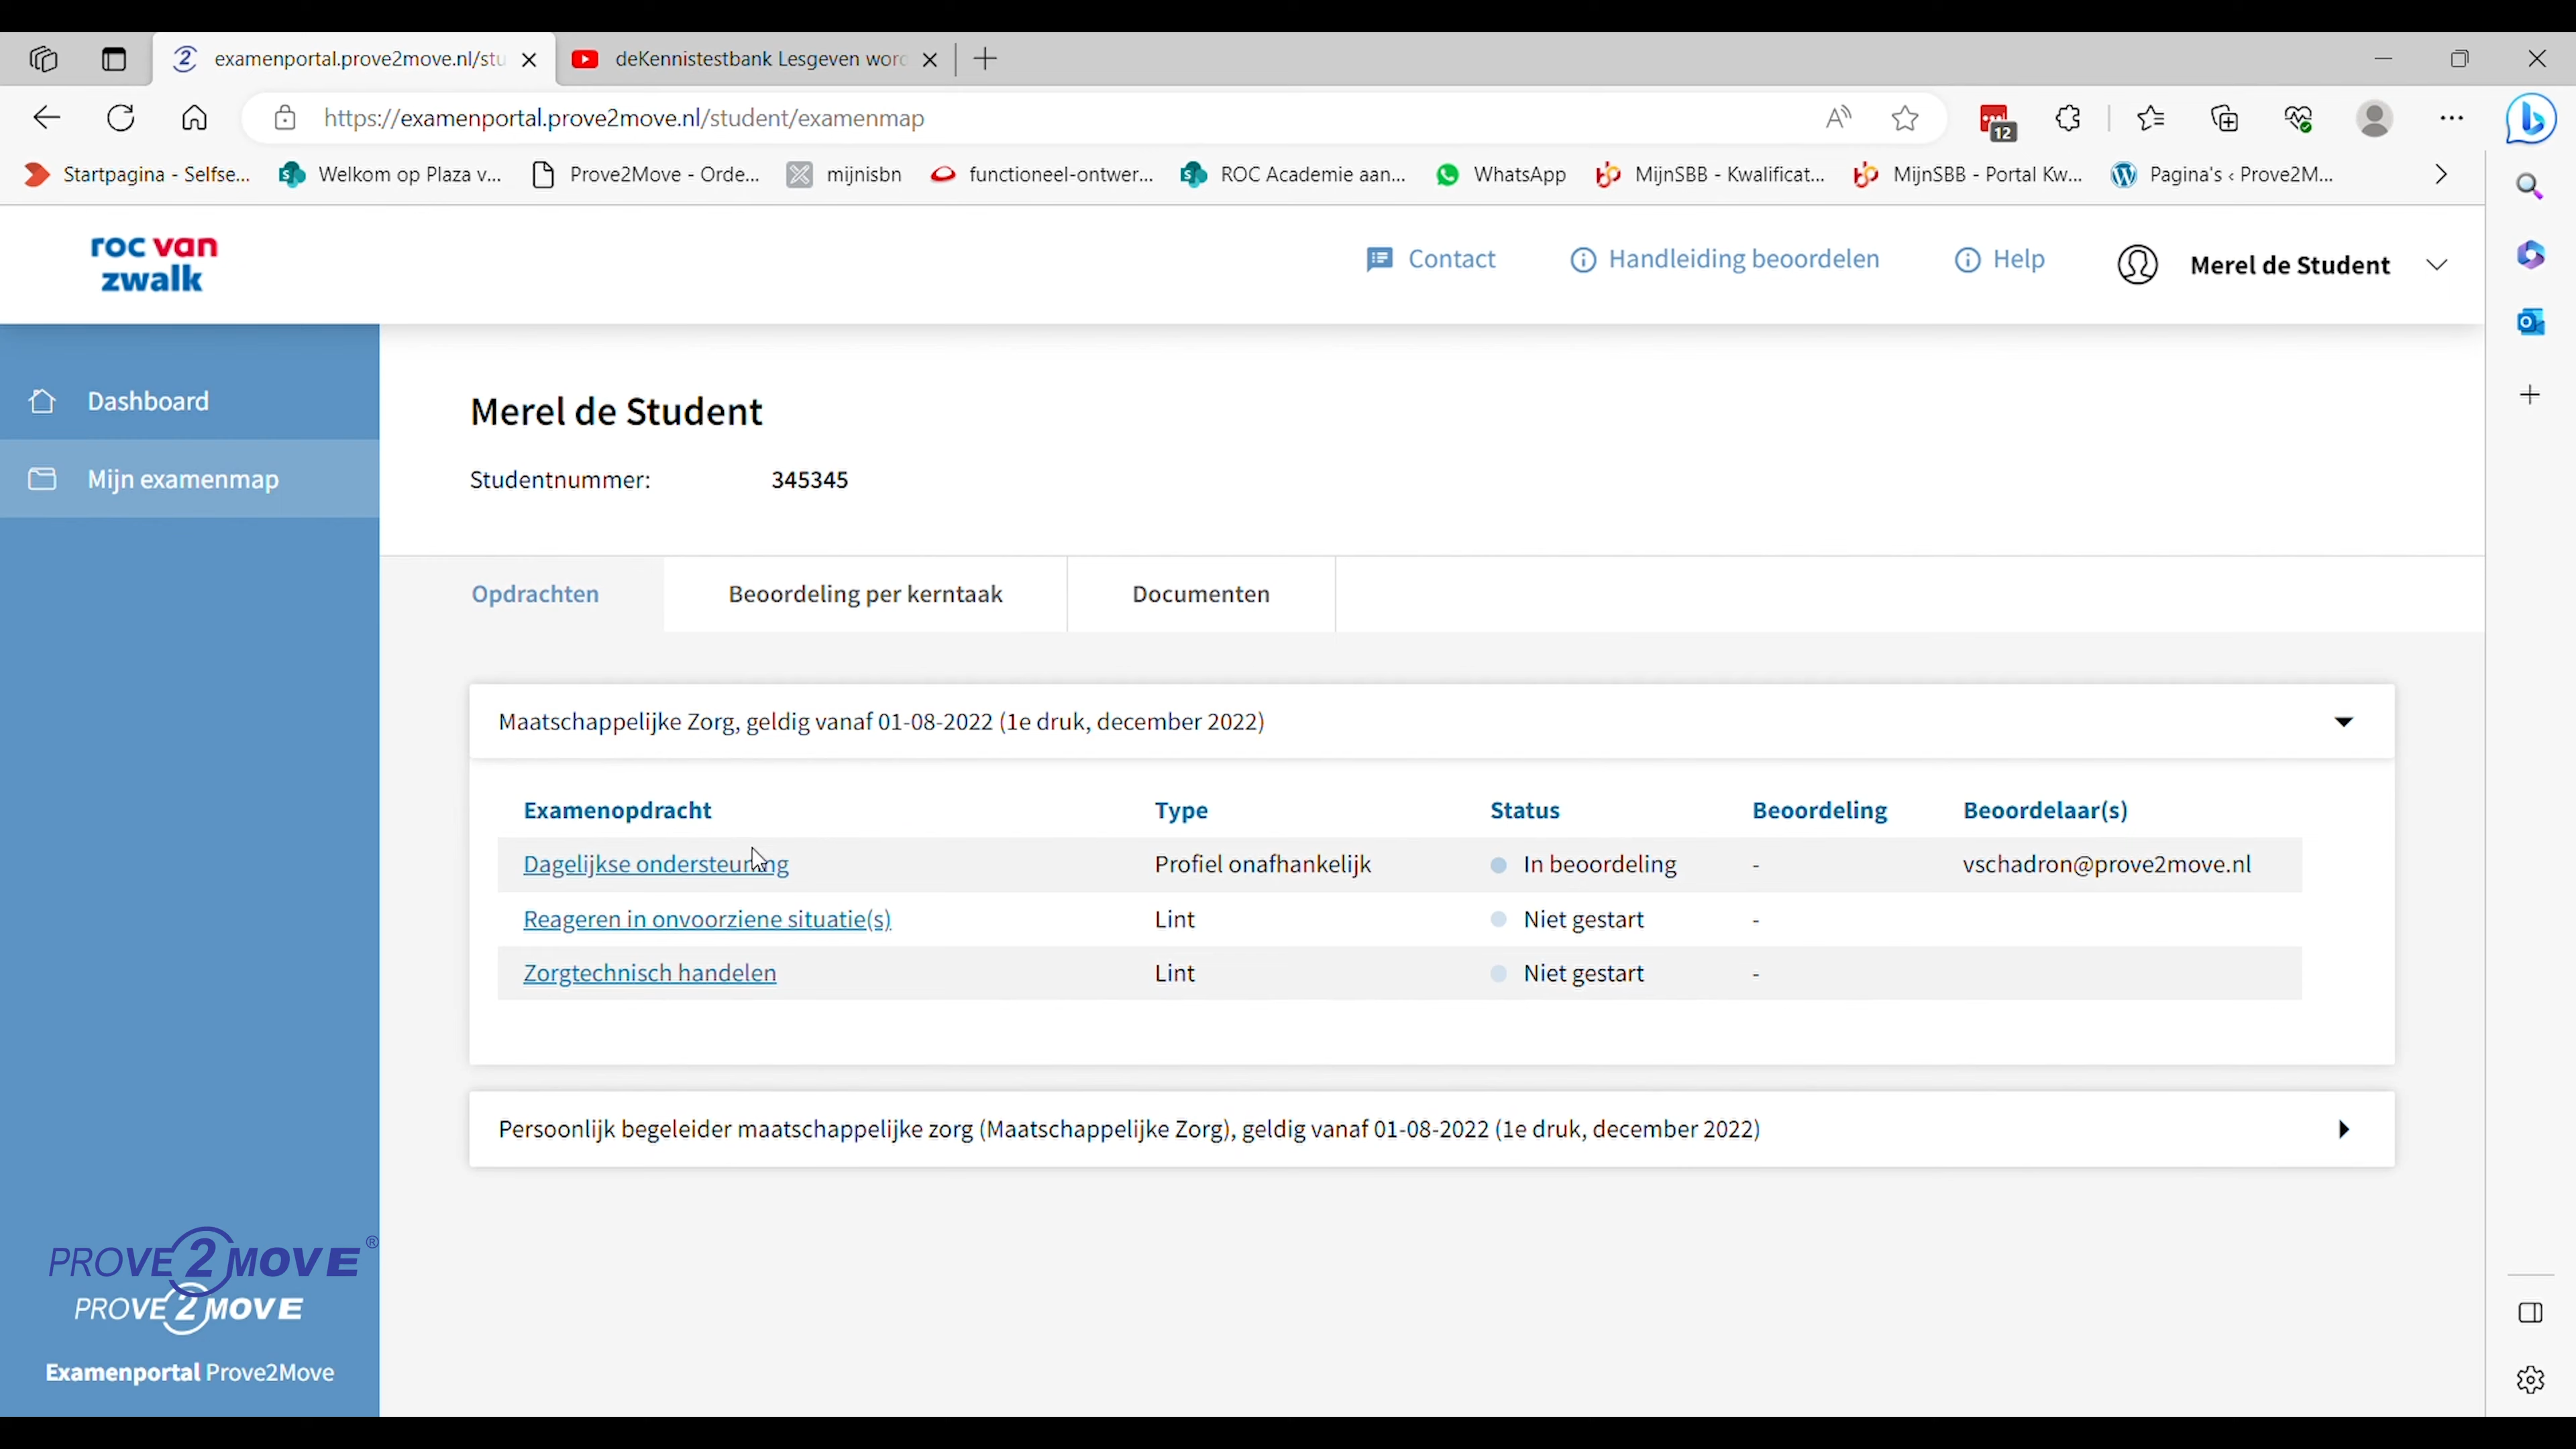 examenportal.prove2move.nl/stu
deKennistestbank Lesgeven word
https://examenportal.prove2move.nl/student/examenmap
12
Startpagina - Selfse...
Welkom op Plaza v...
Prove2Move - Orde...
mijnisbn
functioneel-ontwer...
ROC Academie aan...
WhatsApp
MijnSBB - Kwalificat...
MijnSBB - Portal Kw...
Pagina's ‹ Prove2M...
roc van
zwalk
Contact
Handleiding beoordelen
Help
Merel de Student
Dashboard
Mijn examenmap
Merel de Student
Studentnummer: 345345
Opdrachten
Beoordeling per kerntaak
Documenten
Maatschappelijke Zorg, geldig vanaf 01-08-2022 (1e druk, december 2022)
Examenopdracht Type Status Beoordeling Beoordelaar(s)
Dagelijkse ondersteuning Profiel onafhankelijk In beoordeling - vschadron@prove2move.nl
Reageren in onvoorziene situatie(s) Lint Niet gestart -
Zorgtechnisch handelen Lint Niet gestart -
Persoonlijk begeleider maatschappelijke zorg (Maatschappelijke Zorg), geldig vanaf 01-08-2022 (1e druk, december 2022)
PROVE2MOVE®
PROVE2MOVE
Examenportal Prove2Move